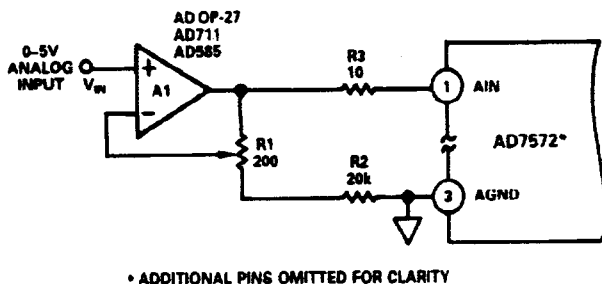 AD OP-27
AD711
AD585
0–5V
ANALOG
INPUT
VIN
+
A1
–
R1
200
R3
10
R2
20k
1
AIN
AD7572*
3
AGND
* ADDITIONAL PINS OMITTED FOR CLARITY